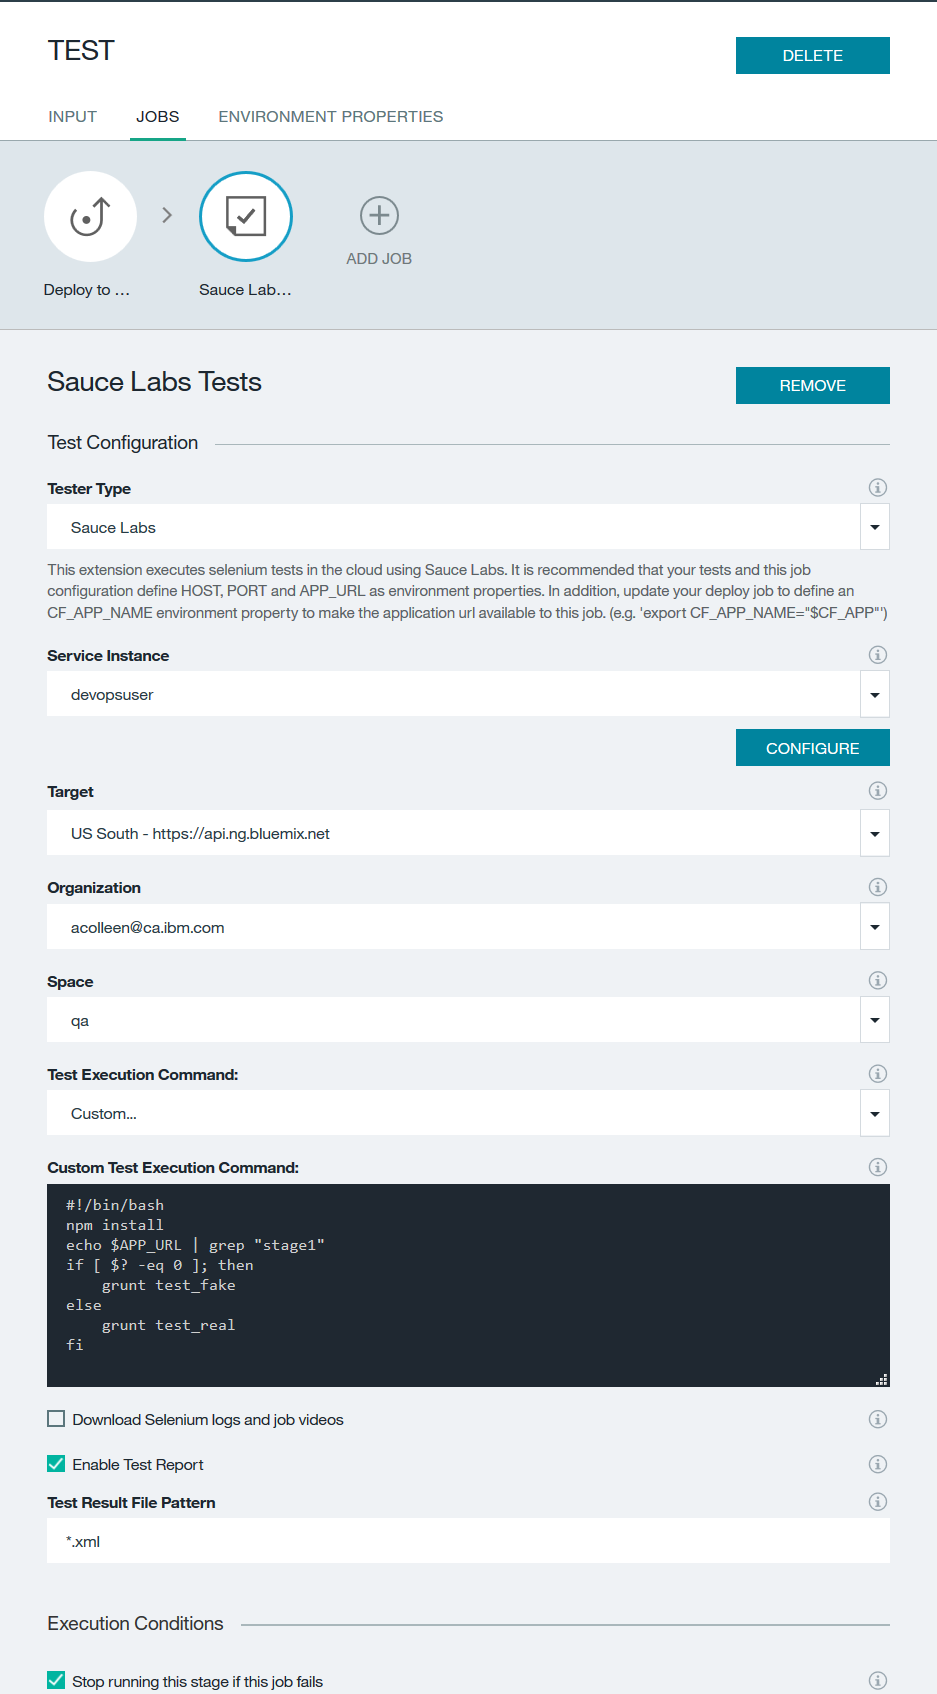 TEST
DELETE
INPUT JOBS ENVIRONMENT PROPERTIES
ADD JOB
Deploy to ... Sauce Lab...
Sauce Labs Tests
REMOVE
Test Configuration
Tester Type
Sauce Labs
This extension executes selenium tests in the cloud using Sauce Labs. It is recommended that your tests and this job
configuration define HOST, PORT and APP_URL as environment properties. In addition, update your deploy job to define an
CF_APP_NAME environment property to make the application url available to this job. (e.g. 'export CF_APP_NAME="$CF_APP"')
Service Instance
devopsuser
CONFIGURE
Target
US South - https://api.ng.bluemix.net
Organization
acolleen@ca.ibm.com
Space
qa
Test Execution Command:
Custom...
Custom Test Execution Command:
#!/bin/bash
npm install
echo $APP_URL | grep "stage1"
if [ $? -eq 0 ]; then
    grunt test_fake
else
    grunt test_real
fi
Download Selenium logs and job videos
Enable Test Report
Test Result File Pattern
*.xml
Execution Conditions
Stop running this stage if this job fails